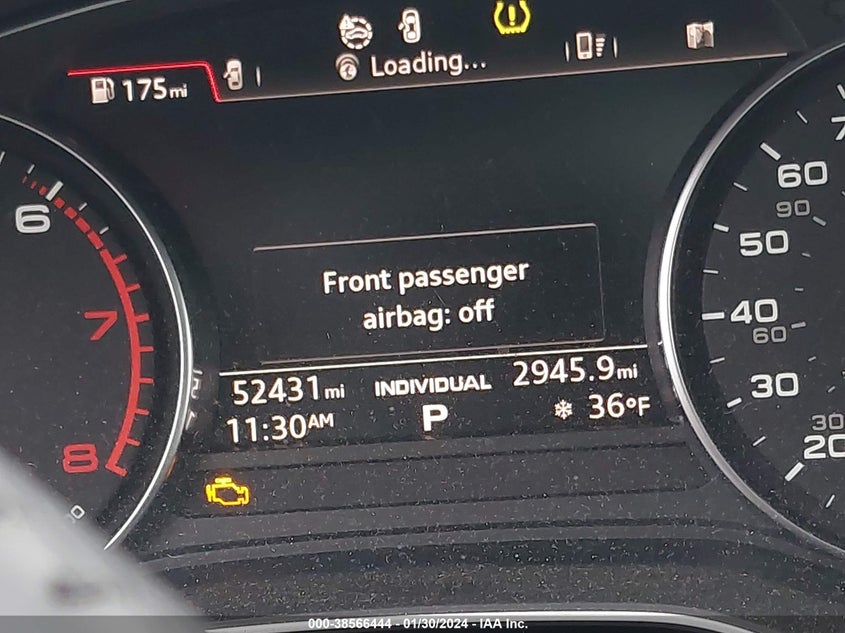 Loading...
175mi
Front passenger
airbag: off
52431mi INDIVIDUAL 2945.9mi
11:30AM P 36°F
6
7
8
60
90
50
40
60
30
30
20
000-38566444 - 01/30/2024 - IAA Inc.